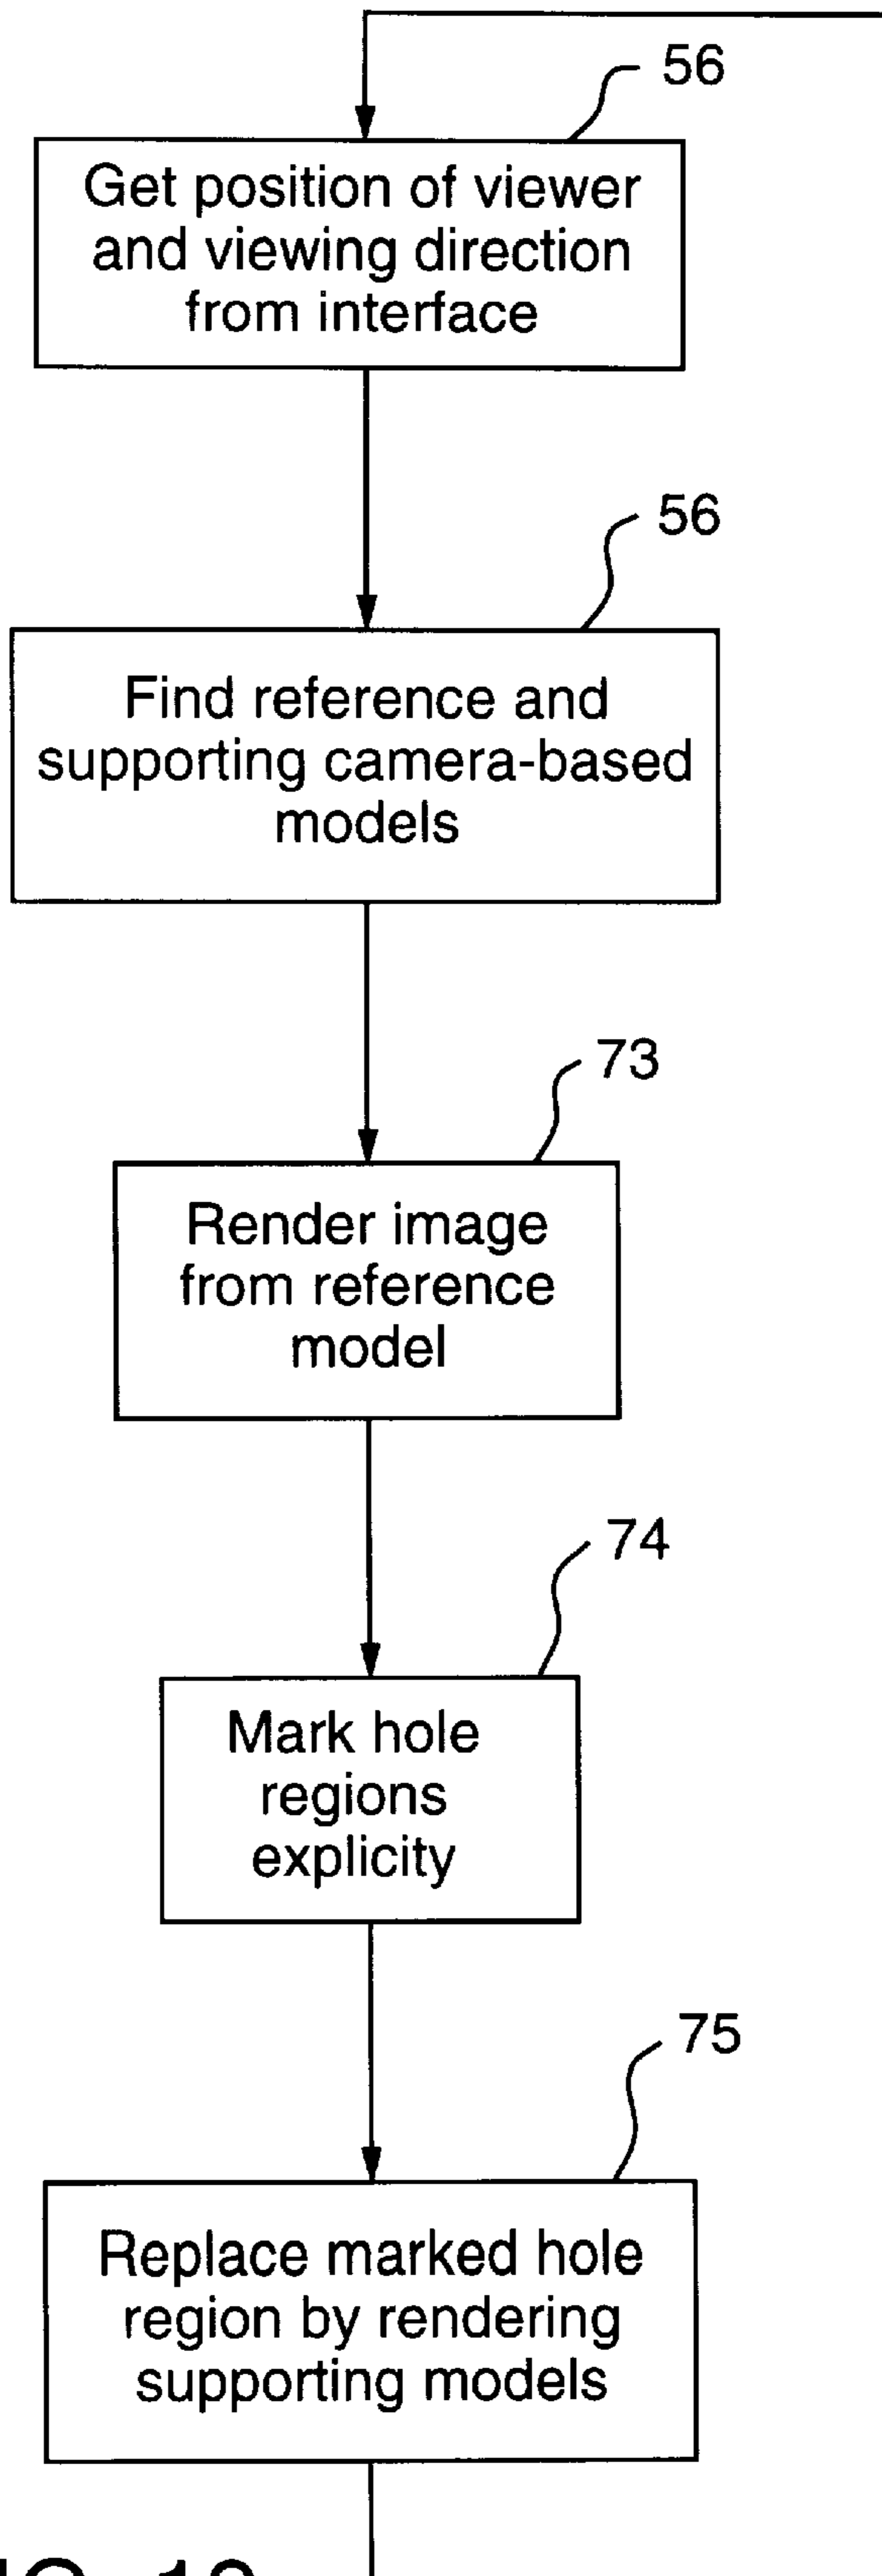 56
Get position of viewer
and viewing direction
from interface
56
Find reference and
supporting camera-based
models
73
Render image
from reference
model
74
Mark hole
regions
explicity
75
Replace marked hole
region by rendering
supporting models